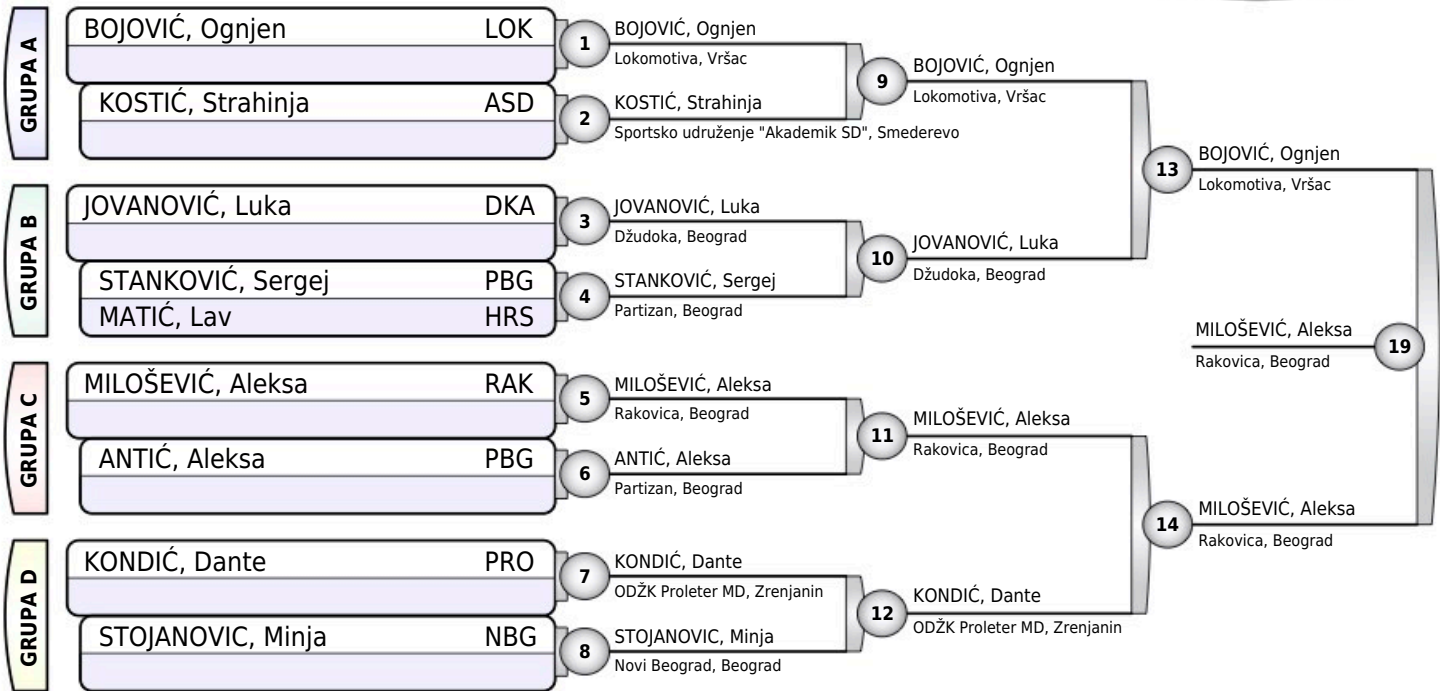 GRUPA A
BOJOVIĆ, Ognjen LOK
KOSTIĆ, Strahinja ASD
GRUPA B
JOVANOVIĆ, Luka DKA
STANKOVIĆ, Sergej PBG
MATIĆ, Lav HRS
GRUPA C
MILOŠEVIĆ, Aleksa RAK
ANTIĆ, Aleksa PBG
GRUPA D
KONDIĆ, Dante PRO
STOJANOVIC, Minja NBG
1
BOJOVIĆ, Ognjen
Lokomotiva, Vršac
2
KOSTIĆ, Strahinja
Sportsko udruženje "Akademik SD", Smederevo
3
JOVANOVIĆ, Luka
Džudoka, Beograd
4
STANKOVIĆ, Sergej
Partizan, Beograd
5
MILOŠEVIĆ, Aleksa
Rakovica, Beograd
6
ANTIĆ, Aleksa
Partizan, Beograd
7
KONDIĆ, Dante
ODŽK Proleter MD, Zrenjanin
8
STOJANOVIC, Minja
Novi Beograd, Beograd
9
BOJOVIĆ, Ognjen
Lokomotiva, Vršac
10
JOVANOVIĆ, Luka
Džudoka, Beograd
11
MILOŠEVIĆ, Aleksa
Rakovica, Beograd
12
KONDIĆ, Dante
ODŽK Proleter MD, Zrenjanin
13
BOJOVIĆ, Ognjen
Lokomotiva, Vršac
14
MILOŠEVIĆ, Aleksa
Rakovica, Beograd
MILOŠEVIĆ, Aleksa
Rakovica, Beograd
19